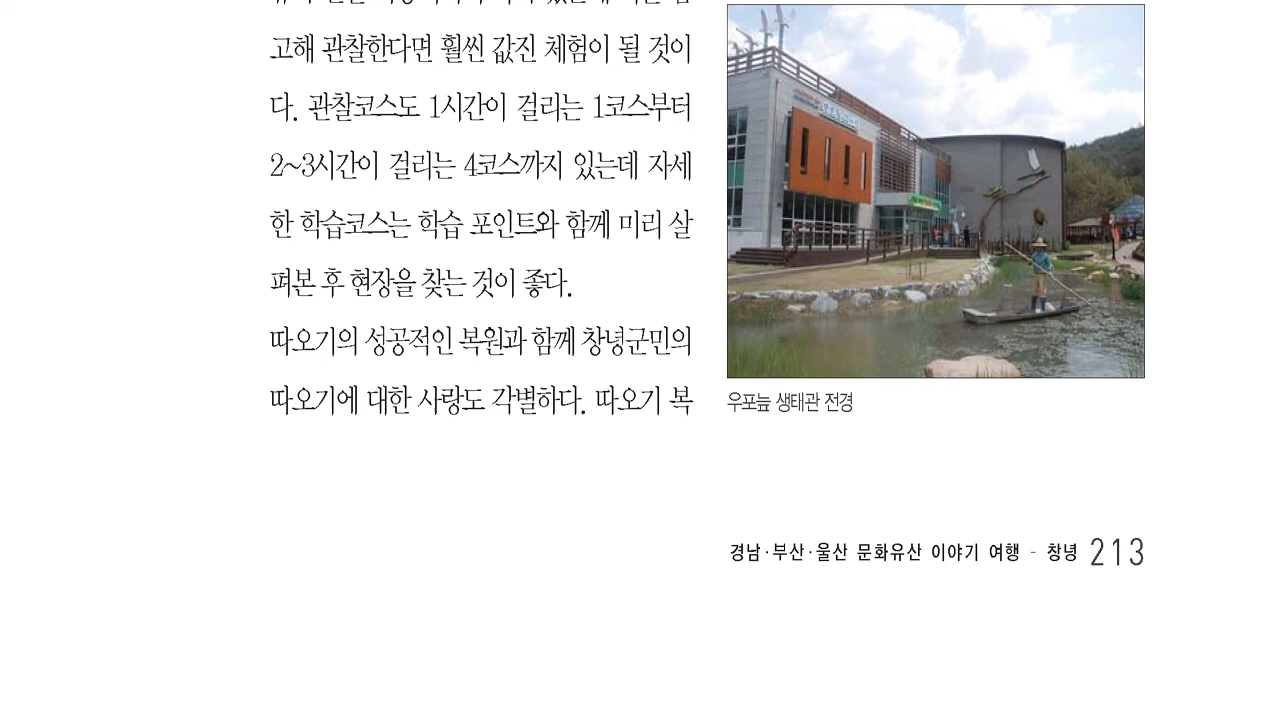 고해 관찰한다면 훨씬 값진 체험이 될 것이
다. 관찰코스도 1시간이 걸리는 1코스부터
2~3시간이 걸리는 4코스까지 있는데 자세
한 학습코스는 학습 포인트와 함께 미리 살
펴본 후 현장을 찾는 것이 좋다.
따오기의 성공적인 복원과 함께 창녕군민의
따오기에 대한 사랑도 각별하다. 따오기 복
우포늪 생태관 전경
경남·부산·울산 문화유산 이야기 여행 - 창녕 213